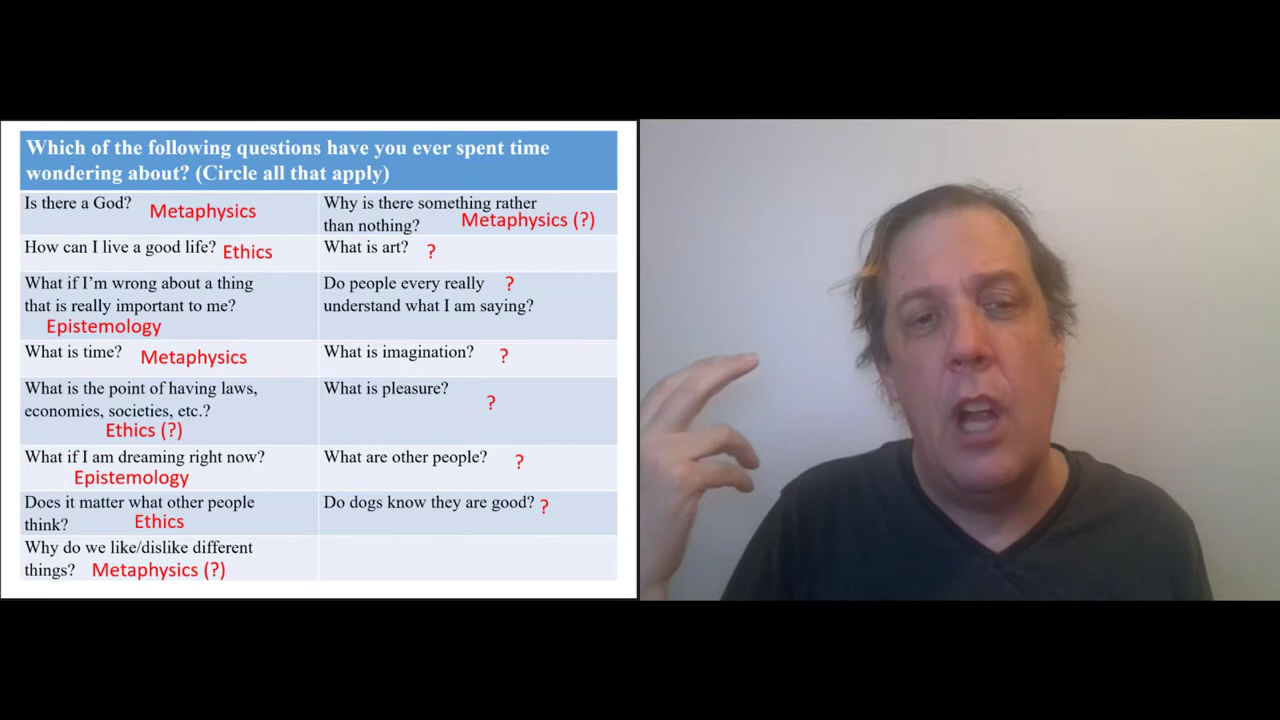 Which of the following questions have you ever spent time
wondering about? (Circle all that apply)
Is there a God? Metaphysics
Why is there something rather
than nothing? Metaphysics (?)
How can I live a good life? Ethics
What is art? ?
What if I'm wrong about a thing
that is really important to me?
Epistemology
Do people every really ?
understand what I am saying?
What is time? Metaphysics
What is imagination? ?
What is the point of having laws,
economies, societies, etc.?
Ethics (?)
What is pleasure?
?
What if I am dreaming right now?
Epistemology
What are other people? ?
Does it matter what other people
think? Ethics
Do dogs know they are good? ?
Why do we like/dislike different
things? Metaphysics (?)